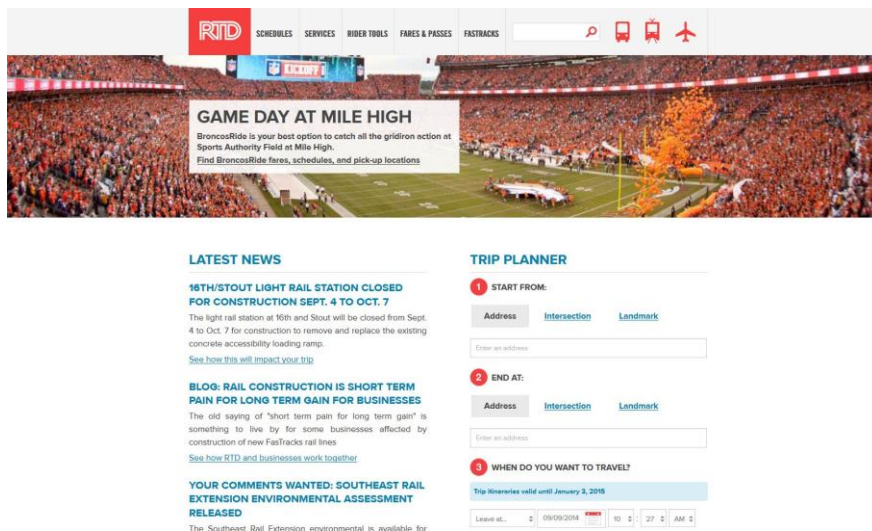 RTD
SCHEDULES SERVICES RIDER TOOLS FARES & PASSES FASTRACKS
NFL KICKOFF
GAME DAY AT MILE HIGH
BroncosRide is your best option to catch all the gridiron action at
Sports Authority Field at Mile High.
Find BroncosRide fares, schedules, and pick-up locations
LATEST NEWS
16TH/STOUT LIGHT RAIL STATION CLOSED
FOR CONSTRUCTION SEPT. 4 TO OCT. 7
The light rail station at 16th and Stout will be closed from Sept.
4 to Oct. 7 for construction to remove and replace the existing
concrete accessibility loading ramp.
See how this will impact your trip
BLOG: RAIL CONSTRUCTION IS SHORT TERM
PAIN FOR LONG TERM GAIN FOR BUSINESSES
The old saying of "short term pain for long term gain" is
something to live by for some businesses affected by
construction of new FasTracks rail lines
See how RTD and businesses work together
YOUR COMMENTS WANTED: SOUTHEAST RAIL
EXTENSION ENVIRONMENTAL ASSESSMENT
RELEASED
The Southeast Rail Extension environmental is available for
TRIP PLANNER
1 START FROM:
Address Intersection Landmark
Enter an address
2 END AT:
Address Intersection Landmark
Enter an address
3 WHEN DO YOU WANT TO TRAVEL?
Trip itineraries valid until January 3, 2015
Leave at... 09/09/2014 10 : 27 AM